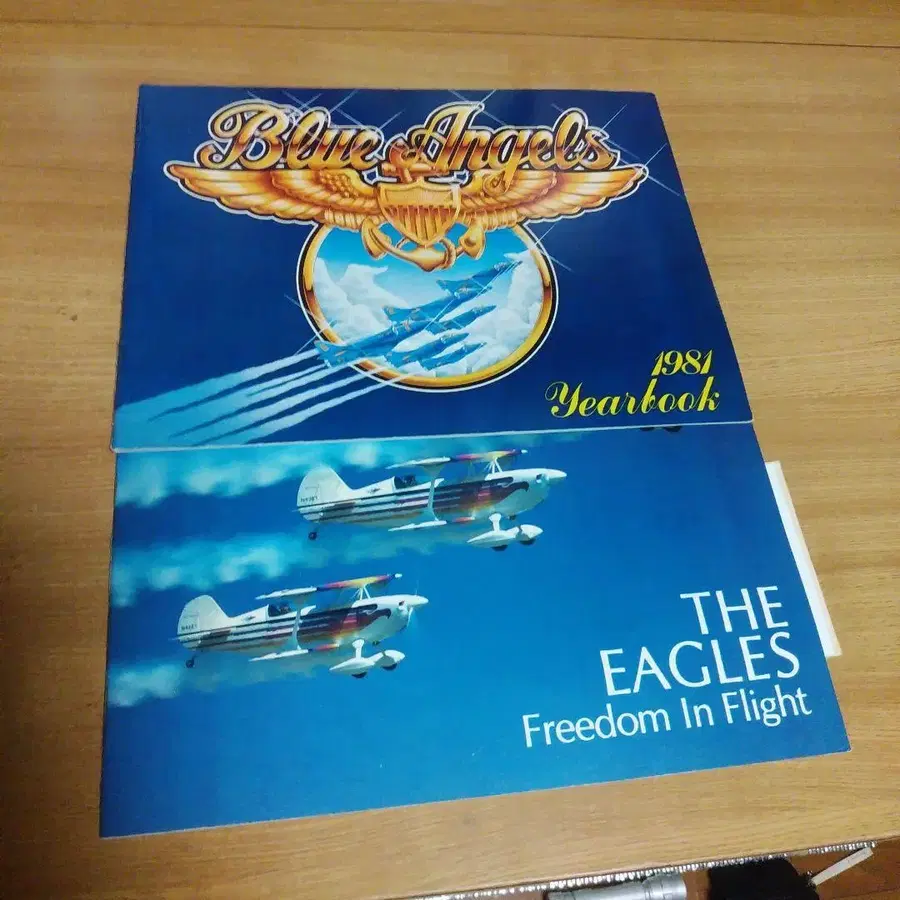 Blue Angels
1981
Yearbook
THE
EAGLES
Freedom In Flight